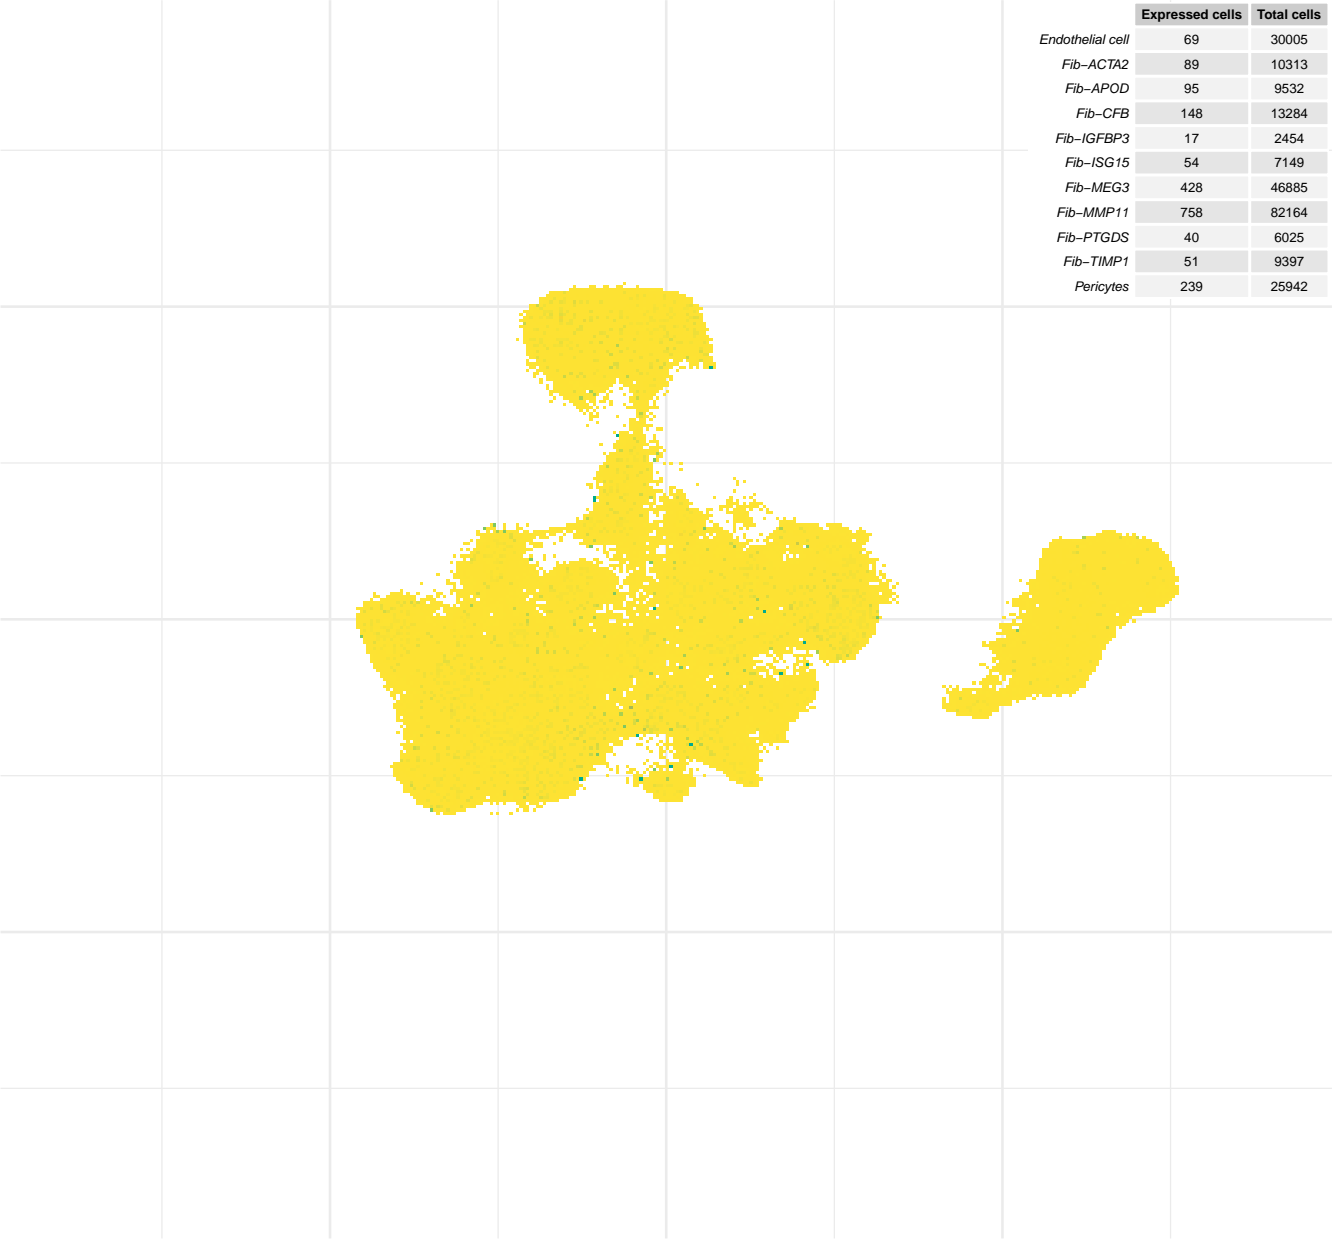 Expressed cells Total cells
Endothelial cell 69 30005
Fib−ACTA2 89 10313
Fib−APOD 95 9532
Fib−CFB 148 13284
Fib−IGFBP3 17 2454
Fib−ISG15 54 7149
Fib−MEG3 428 46885
Fib−MMP11 758 82164
Fib−PTGDS 40 6025
Fib−TIMP1 51 9397
Pericytes 239 25942